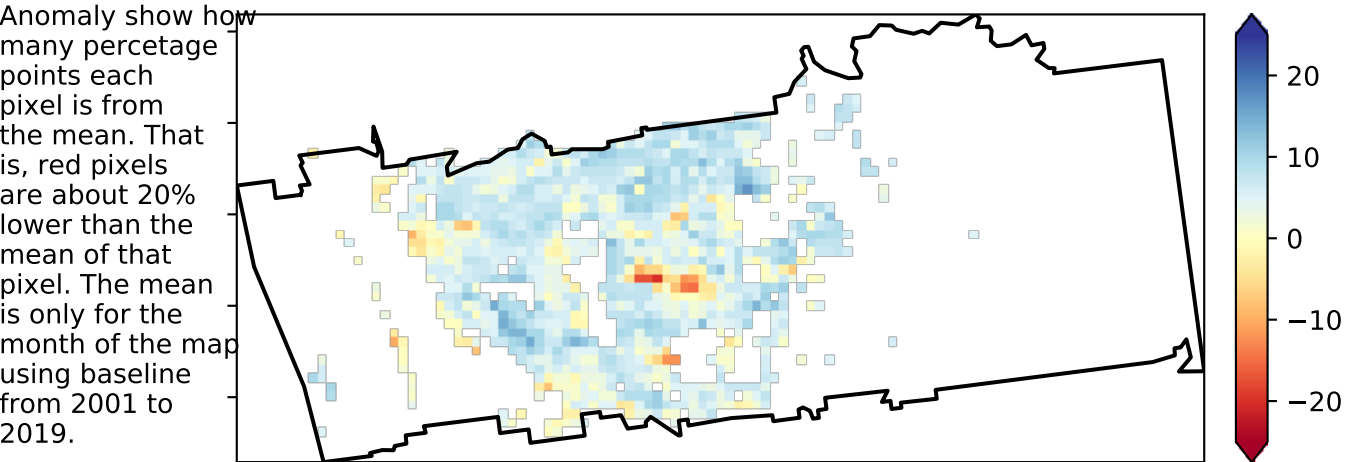 Anomaly show how
many percetage
points each
pixel is from
the mean. That
is, red pixels
are about 20%
lower than the
mean of that
pixel. The mean
is only for the
month of the map
using baseline
from 2001 to
2019.
20
10
0
−10
−20